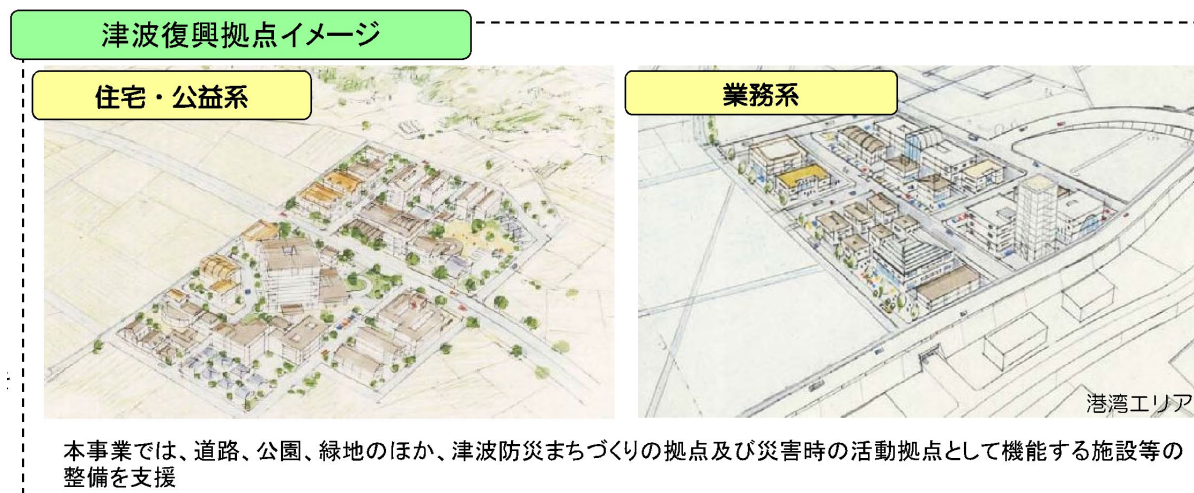 津波復興拠点イメージ
住宅・公益系
業務系
港湾エリア
本事業では、道路、公園、緑地のほか、津波防災まちづくりの拠点及び災害時の活動拠点として機能する施設等の
整備を支援